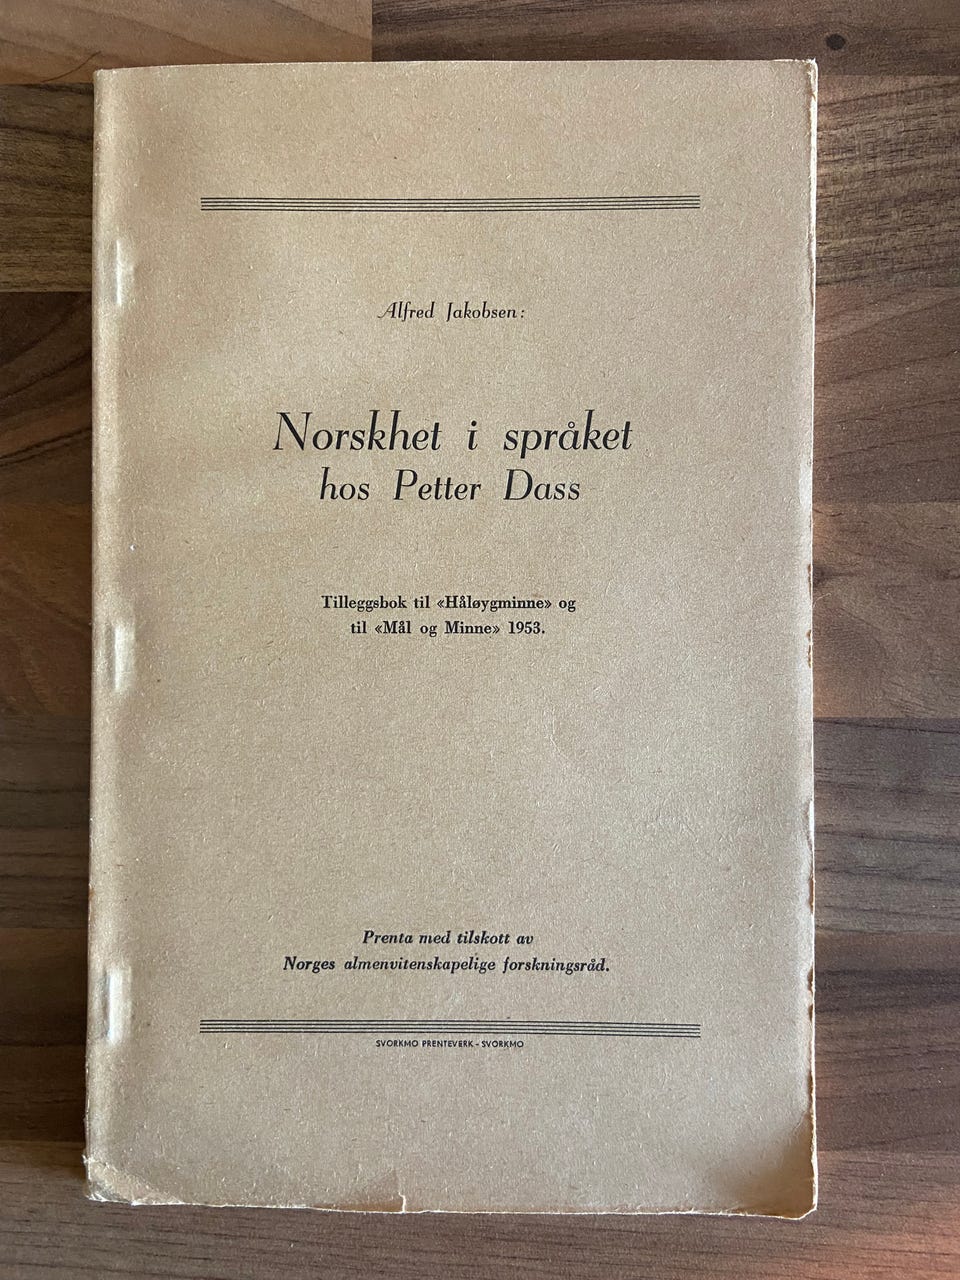 Alfred Jakobsen:
Norskhet i språket
hos Petter Dass
Tilleggsbok til «Håløygminne» og
til «Mål og Minne» 1953.
Prenta med tilskott av
Norges almenvitenskapelige forskningsråd.
SVORKMO PRENTEVERK - SVORKMO